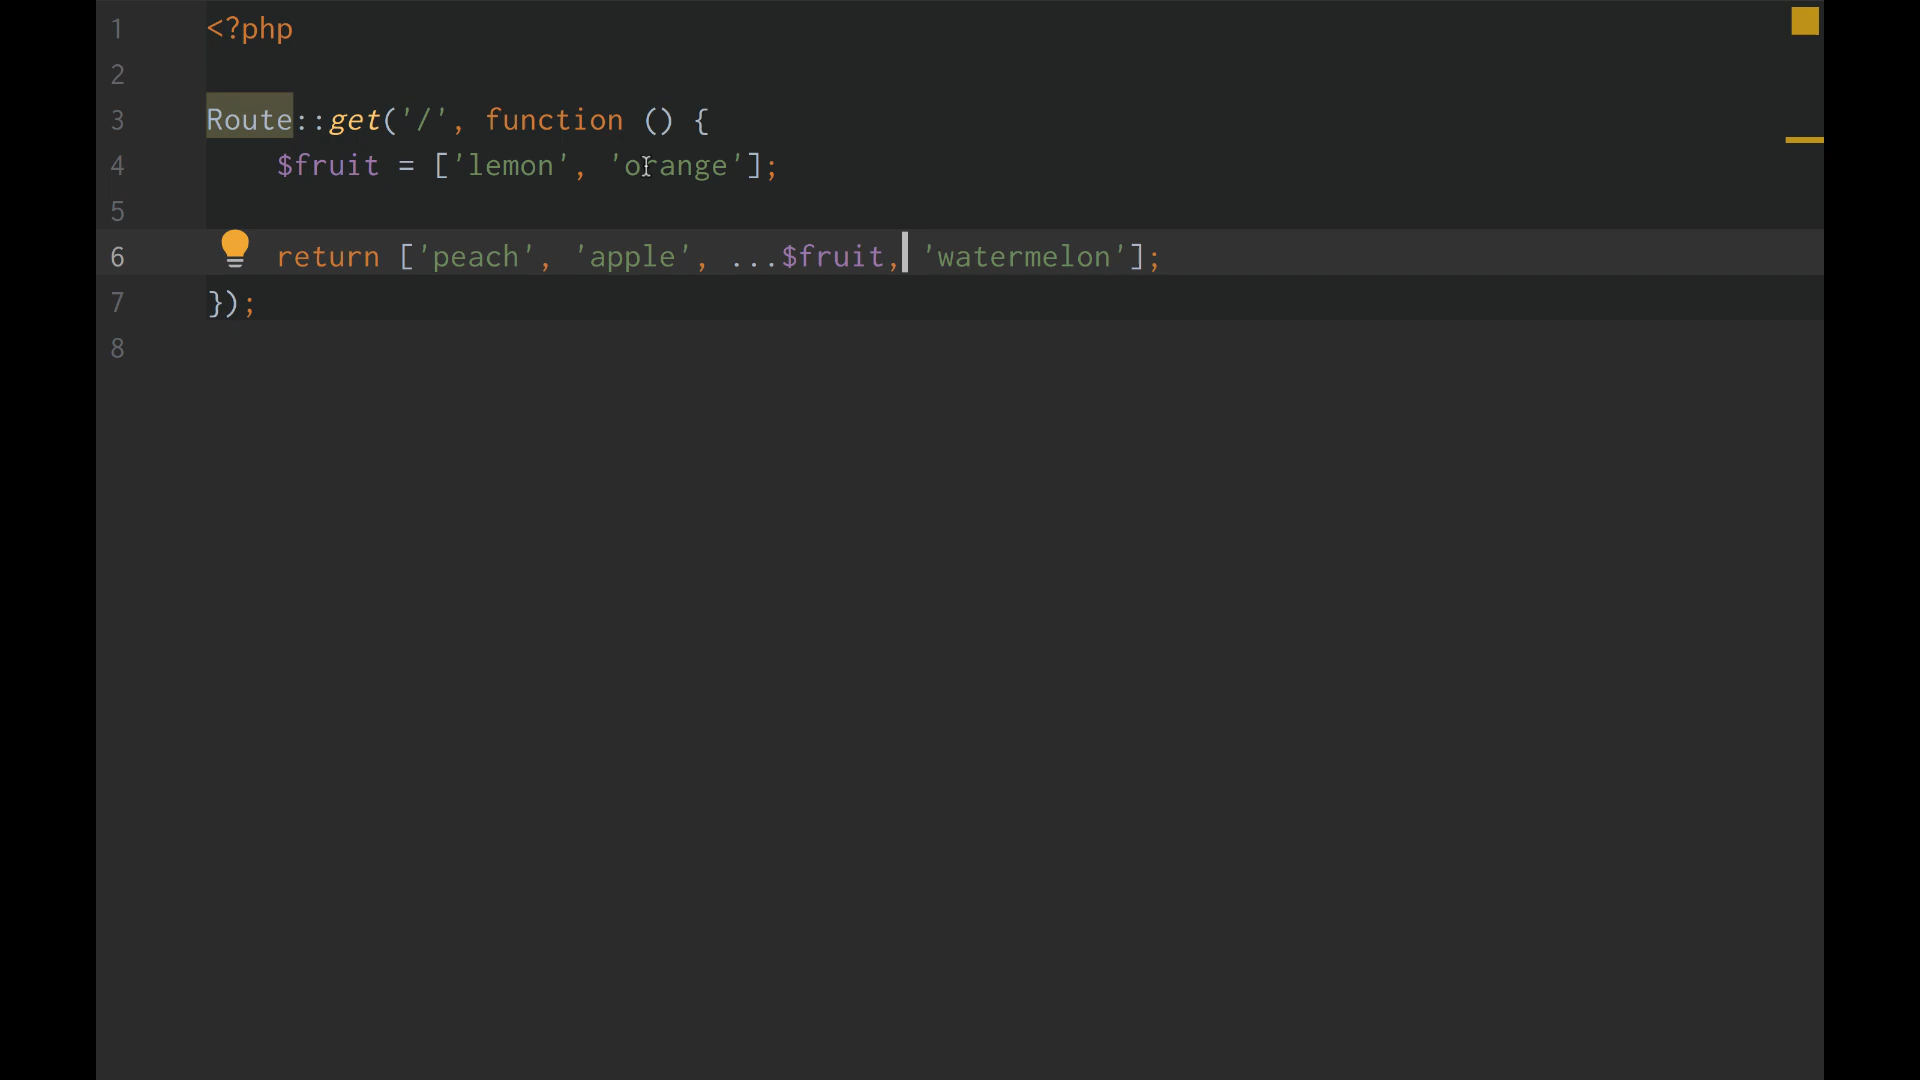 1 <?php
2
3 Route::get('/', function () {
4     $fruit = ['lemon', 'orange'];
5
6     return ['peach', 'apple', ...$fruit, 'watermelon'];
7 });
8